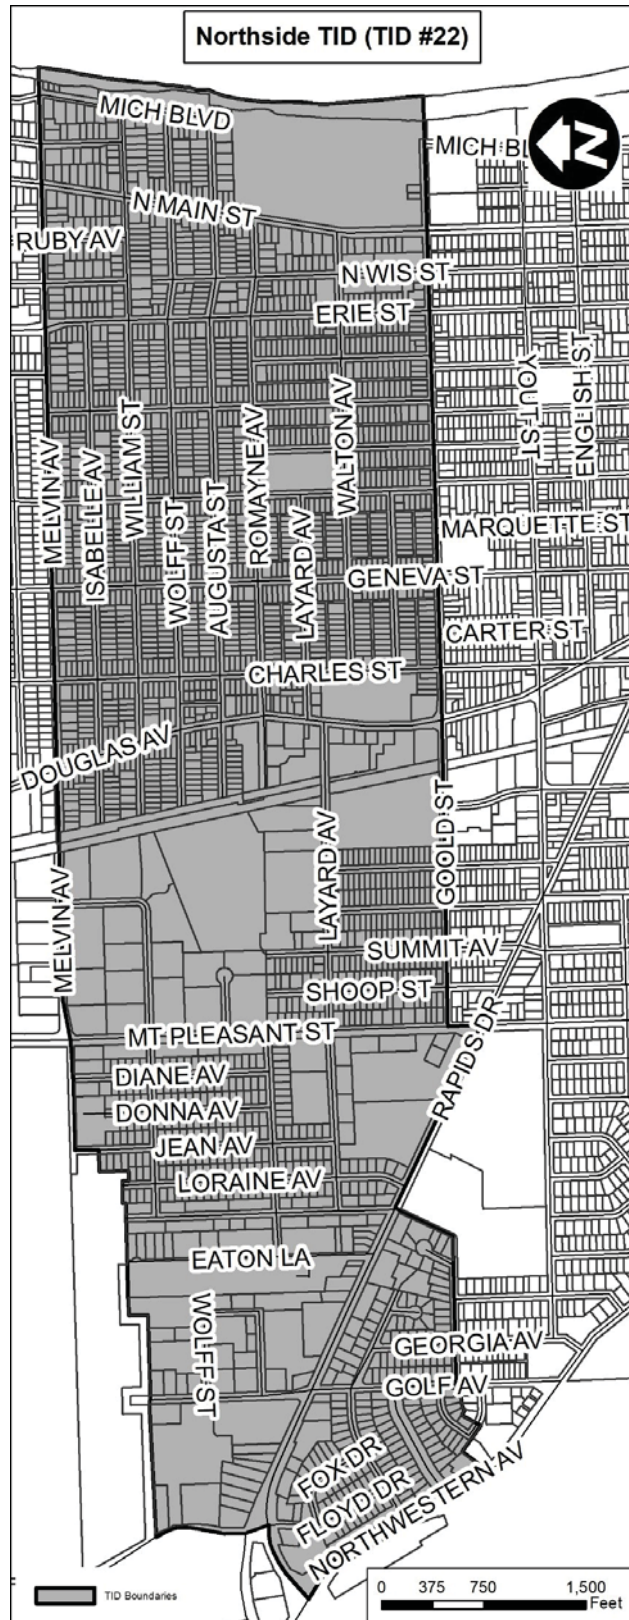 Northside TID (TID #22)
MICH BLVD
MICH BL
N
N MAIN ST
RUBY AV
N WIS ST
ERIE ST
MELVIN AV
ISABELLE AV
WILLIAM ST
WOLFF ST
AUGUSTA ST
ROMAYNE AV
LAYARD AV
WALTON AV
YOUT ST
ENGLISH ST
MARQUETTE ST
GENEVA ST
CARTER ST
CHARLES ST
DOUGLAS AV
MELVIN AV
LAYARD AV
GOOLD ST
SUMMIT AV
SHOOP ST
MT PLEASANT ST
RAPIDS DR
DIANE AV
DONNA AV
JEAN AV
LORAINE AV
EATON LA
WOLFF ST
GEORGIA AV
GOLF AV
FOX DR
FLOYD DR
NORTHWESTERN AV
TID Boundaries
0 375 750 1,500
Feet